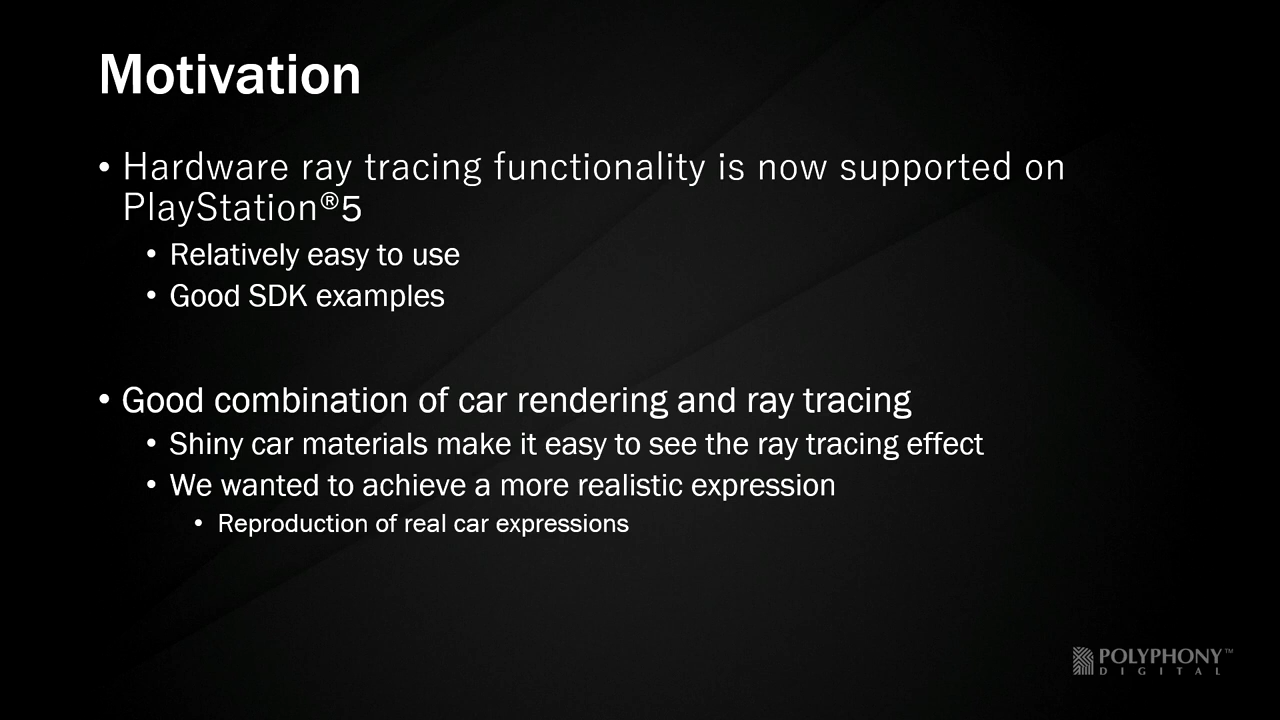 Motivation
• Hardware ray tracing functionality is now supported on
PlayStation®5
• Relatively easy to use
• Good SDK examples
• Good combination of car rendering and ray tracing
• Shiny car materials make it easy to see the ray tracing effect
• We wanted to achieve a more realistic expression
• Reproduction of real car expressions
POLYPHONY™
DIGITAL